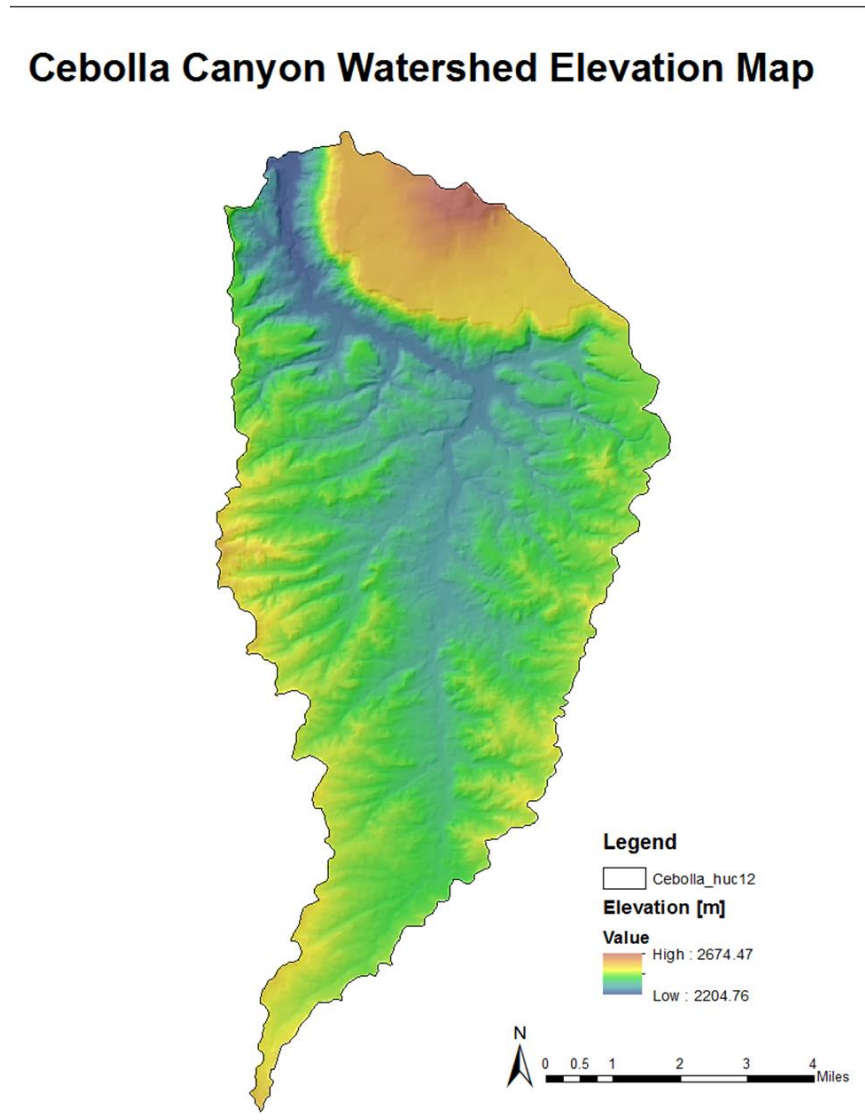 Cebolla Canyon Watershed Elevation Map
Legend
Cebolla_huc12
Elevation [m]
Value
High : 2674.47
Low : 2204.76
N
0 0.5 1 2 3 4
Miles